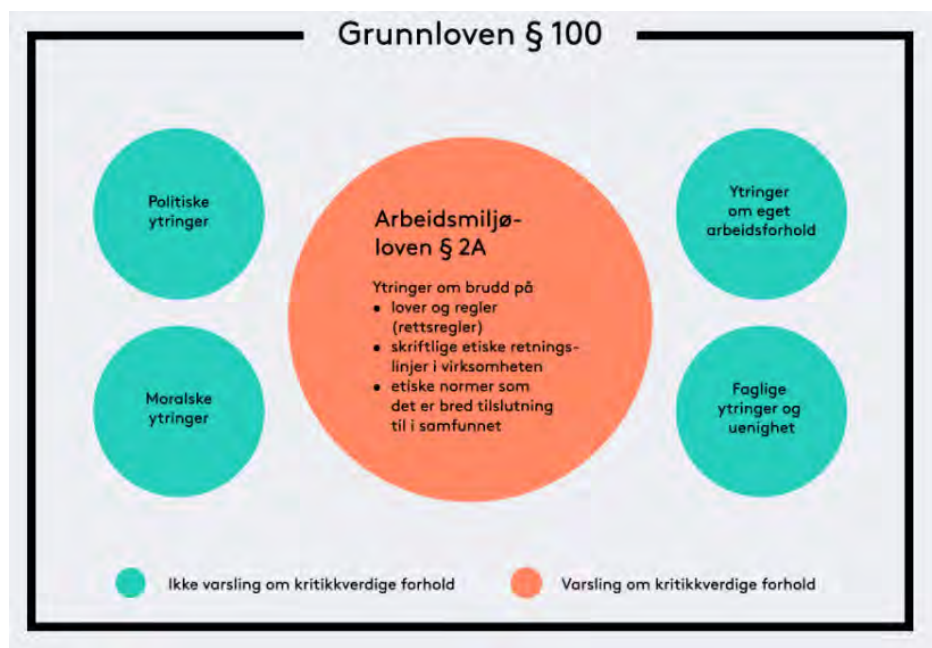 Grunnloven § 100
Politiske
ytringer
Moralske
ytringer
Arbeidsmiljø-
loven § 2A
Ytringer om brudd på
• lover og regler
(rettsregler)
• skriftlige etiske retnings-
linjer i virksomheten
• etiske normer som
det er bred tilslutning
til i samfunnet
Ytringer
om eget
arbeidsforhold
Faglige
ytringer og
uenighet
Ikke varsling om kritikkverdige forhold
Varsling om kritikkverdige forhold